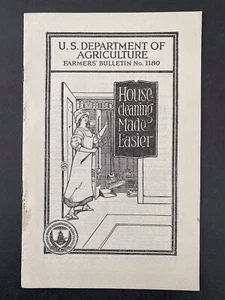 U. S. DEPARTMENT OF
AGRICULTURE
FARMERS' BULLETIN No. 1180
House
cleaning
Made
Easier